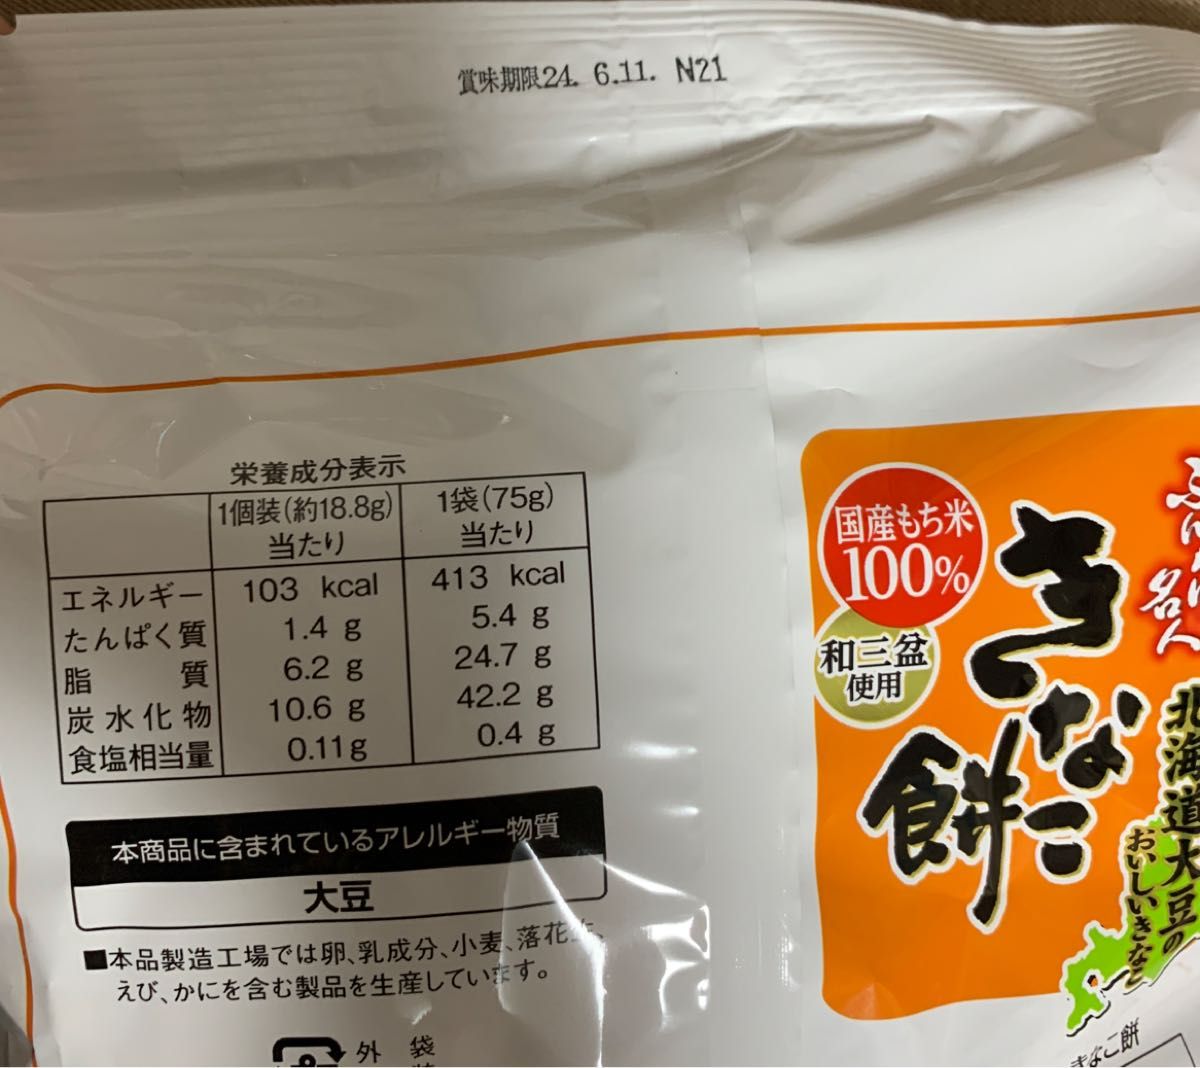 賞味期限24. 6.11. N21
栄養成分表示
1個装(約18.8g)当たり 1袋(75g)当たり
エネルギー 103 kcal 413 kcal
たんぱく質 1.4 g 5.4 g
脂質 6.2 g 24.7 g
炭水化物 10.6 g 42.2 g
食塩相当量 0.11g 0.4 g
本商品に含まれているアレルギー物質
大豆
■本品製造工場では卵、乳成分、小麦、落花生、
えび、かにを含む製品を生産しています。
外袋
国産もち米
100%
和三盆
使用
きなこ
餅
名人
北海道大豆の
おいしいきなこ
きなこ餅